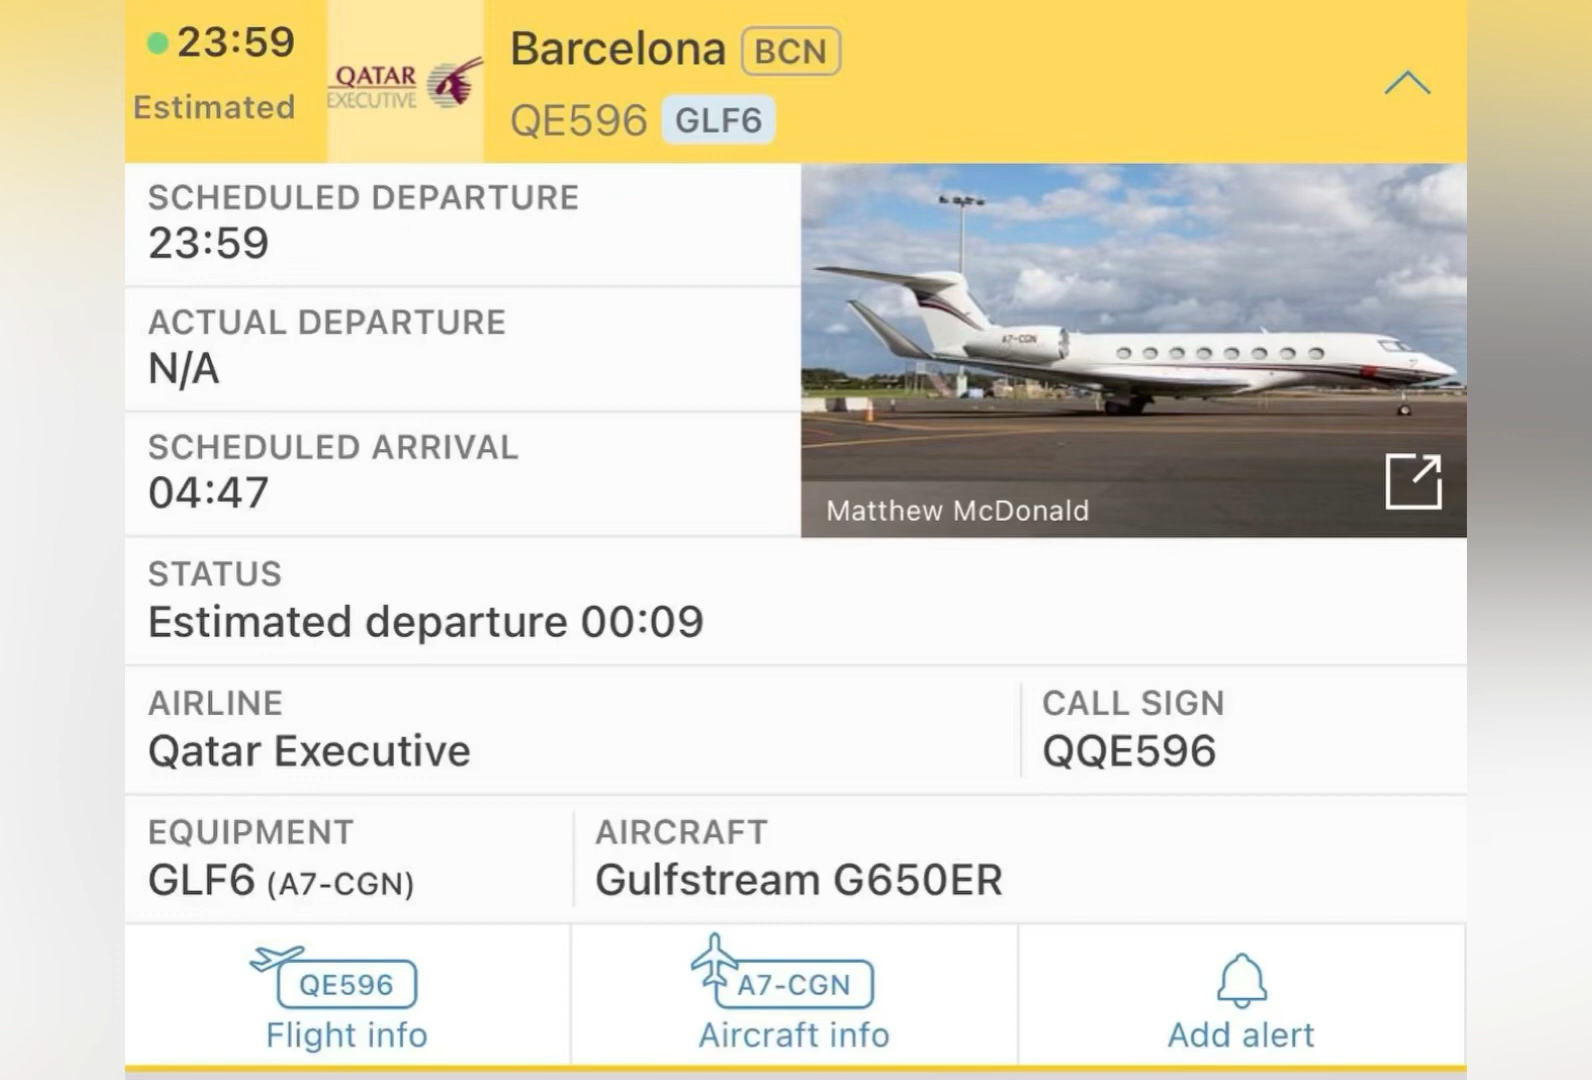 23:59
Estimated
QATAR
EXECUTIVE
Barcelona BCN
QE596 GLF6
SCHEDULED DEPARTURE
23:59
ACTUAL DEPARTURE
N/A
SCHEDULED ARRIVAL
04:47
A7-CGN
Matthew McDonald
STATUS
Estimated departure 00:09
AIRLINE
Qatar Executive
CALL SIGN
QQE596
EQUIPMENT
GLF6 (A7-CGN)
AIRCRAFT
Gulfstream G650ER
QE596
Flight info
A7-CGN
Aircraft info
Add alert